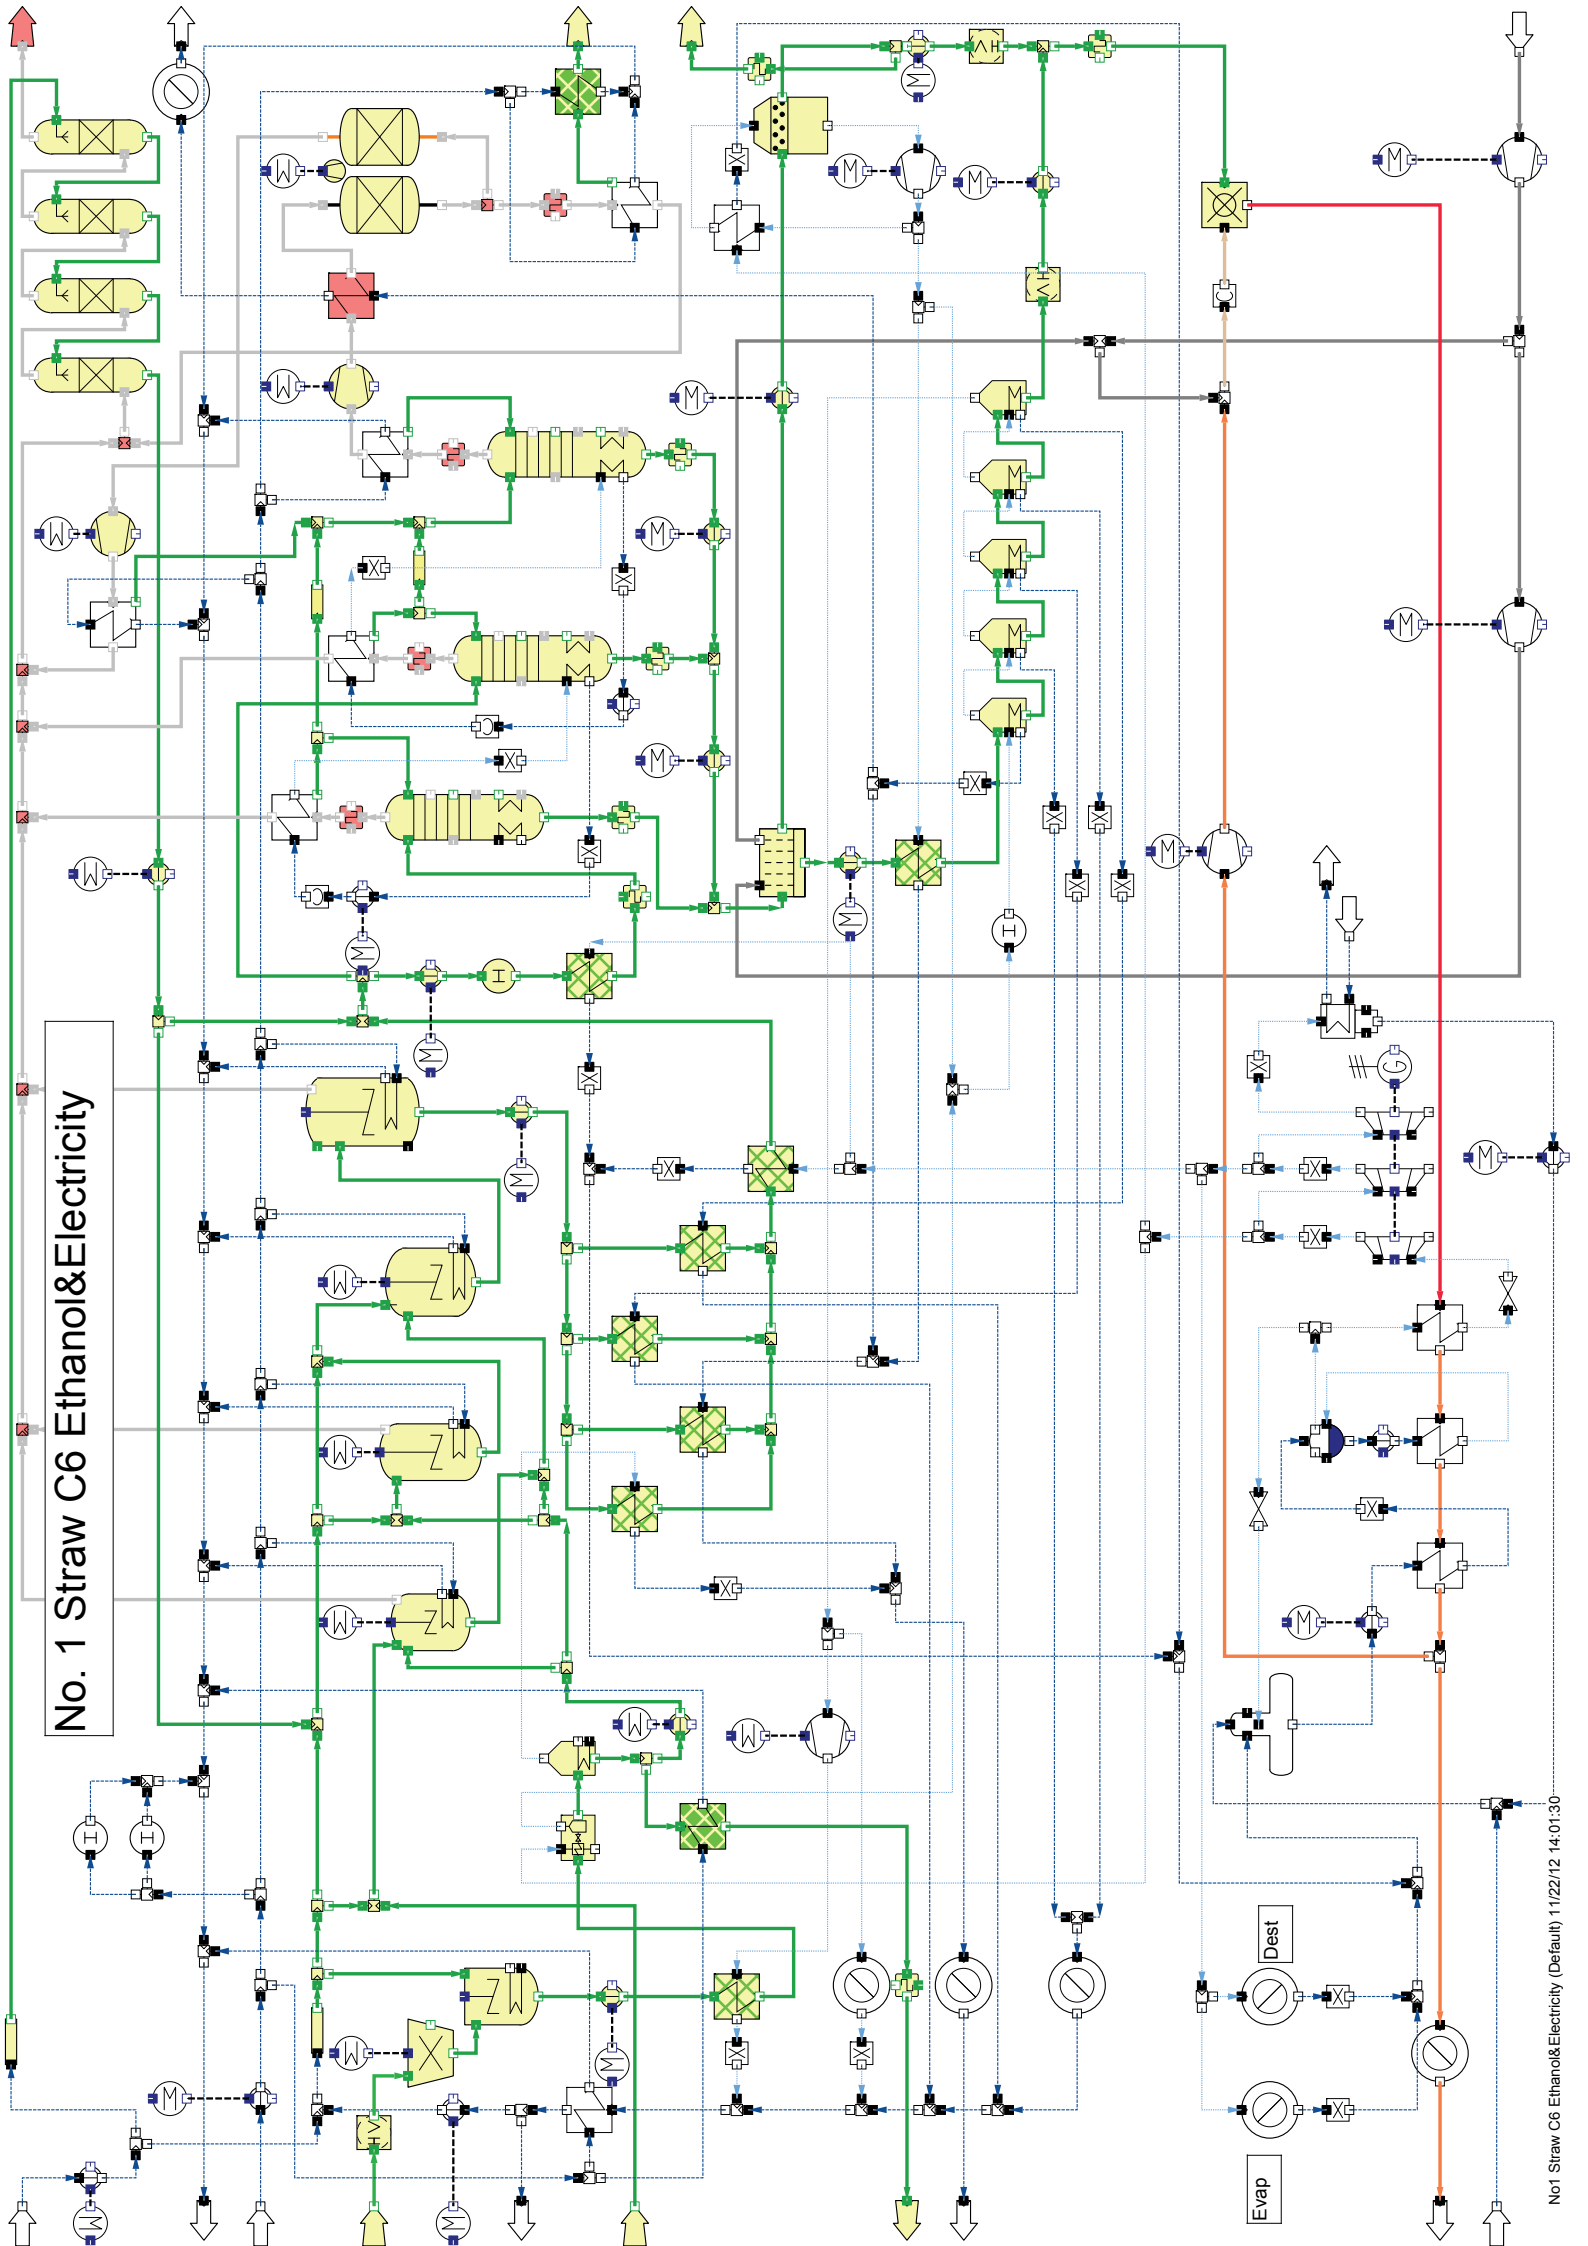 No. 1 Straw C6 Ethanol&Electricity
Dest
Evap
No1 Straw C6 Ethanol&Electricity (Default) 11/22/12 14:01:30